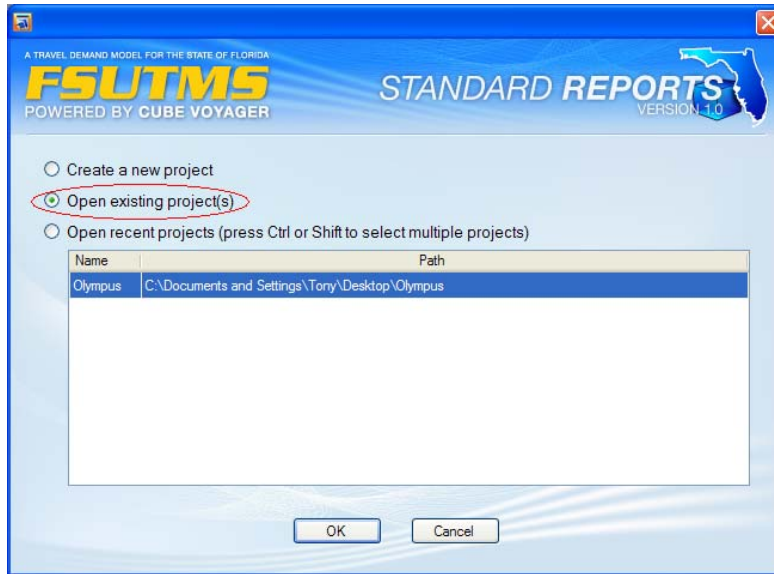 A TRAVEL DEMAND MODEL FOR THE STATE OF FLORIDA
FSUTMS
POWERED BY CUBE VOYAGER
STANDARD REPORTS
VERSION 1.0
Create a new project
Open existing project(s)
Open recent projects (press Ctrl or Shift to select multiple projects)
Name Path
Olympus C:\Documents and Settings\Tony\Desktop\Olympus
OK Cancel